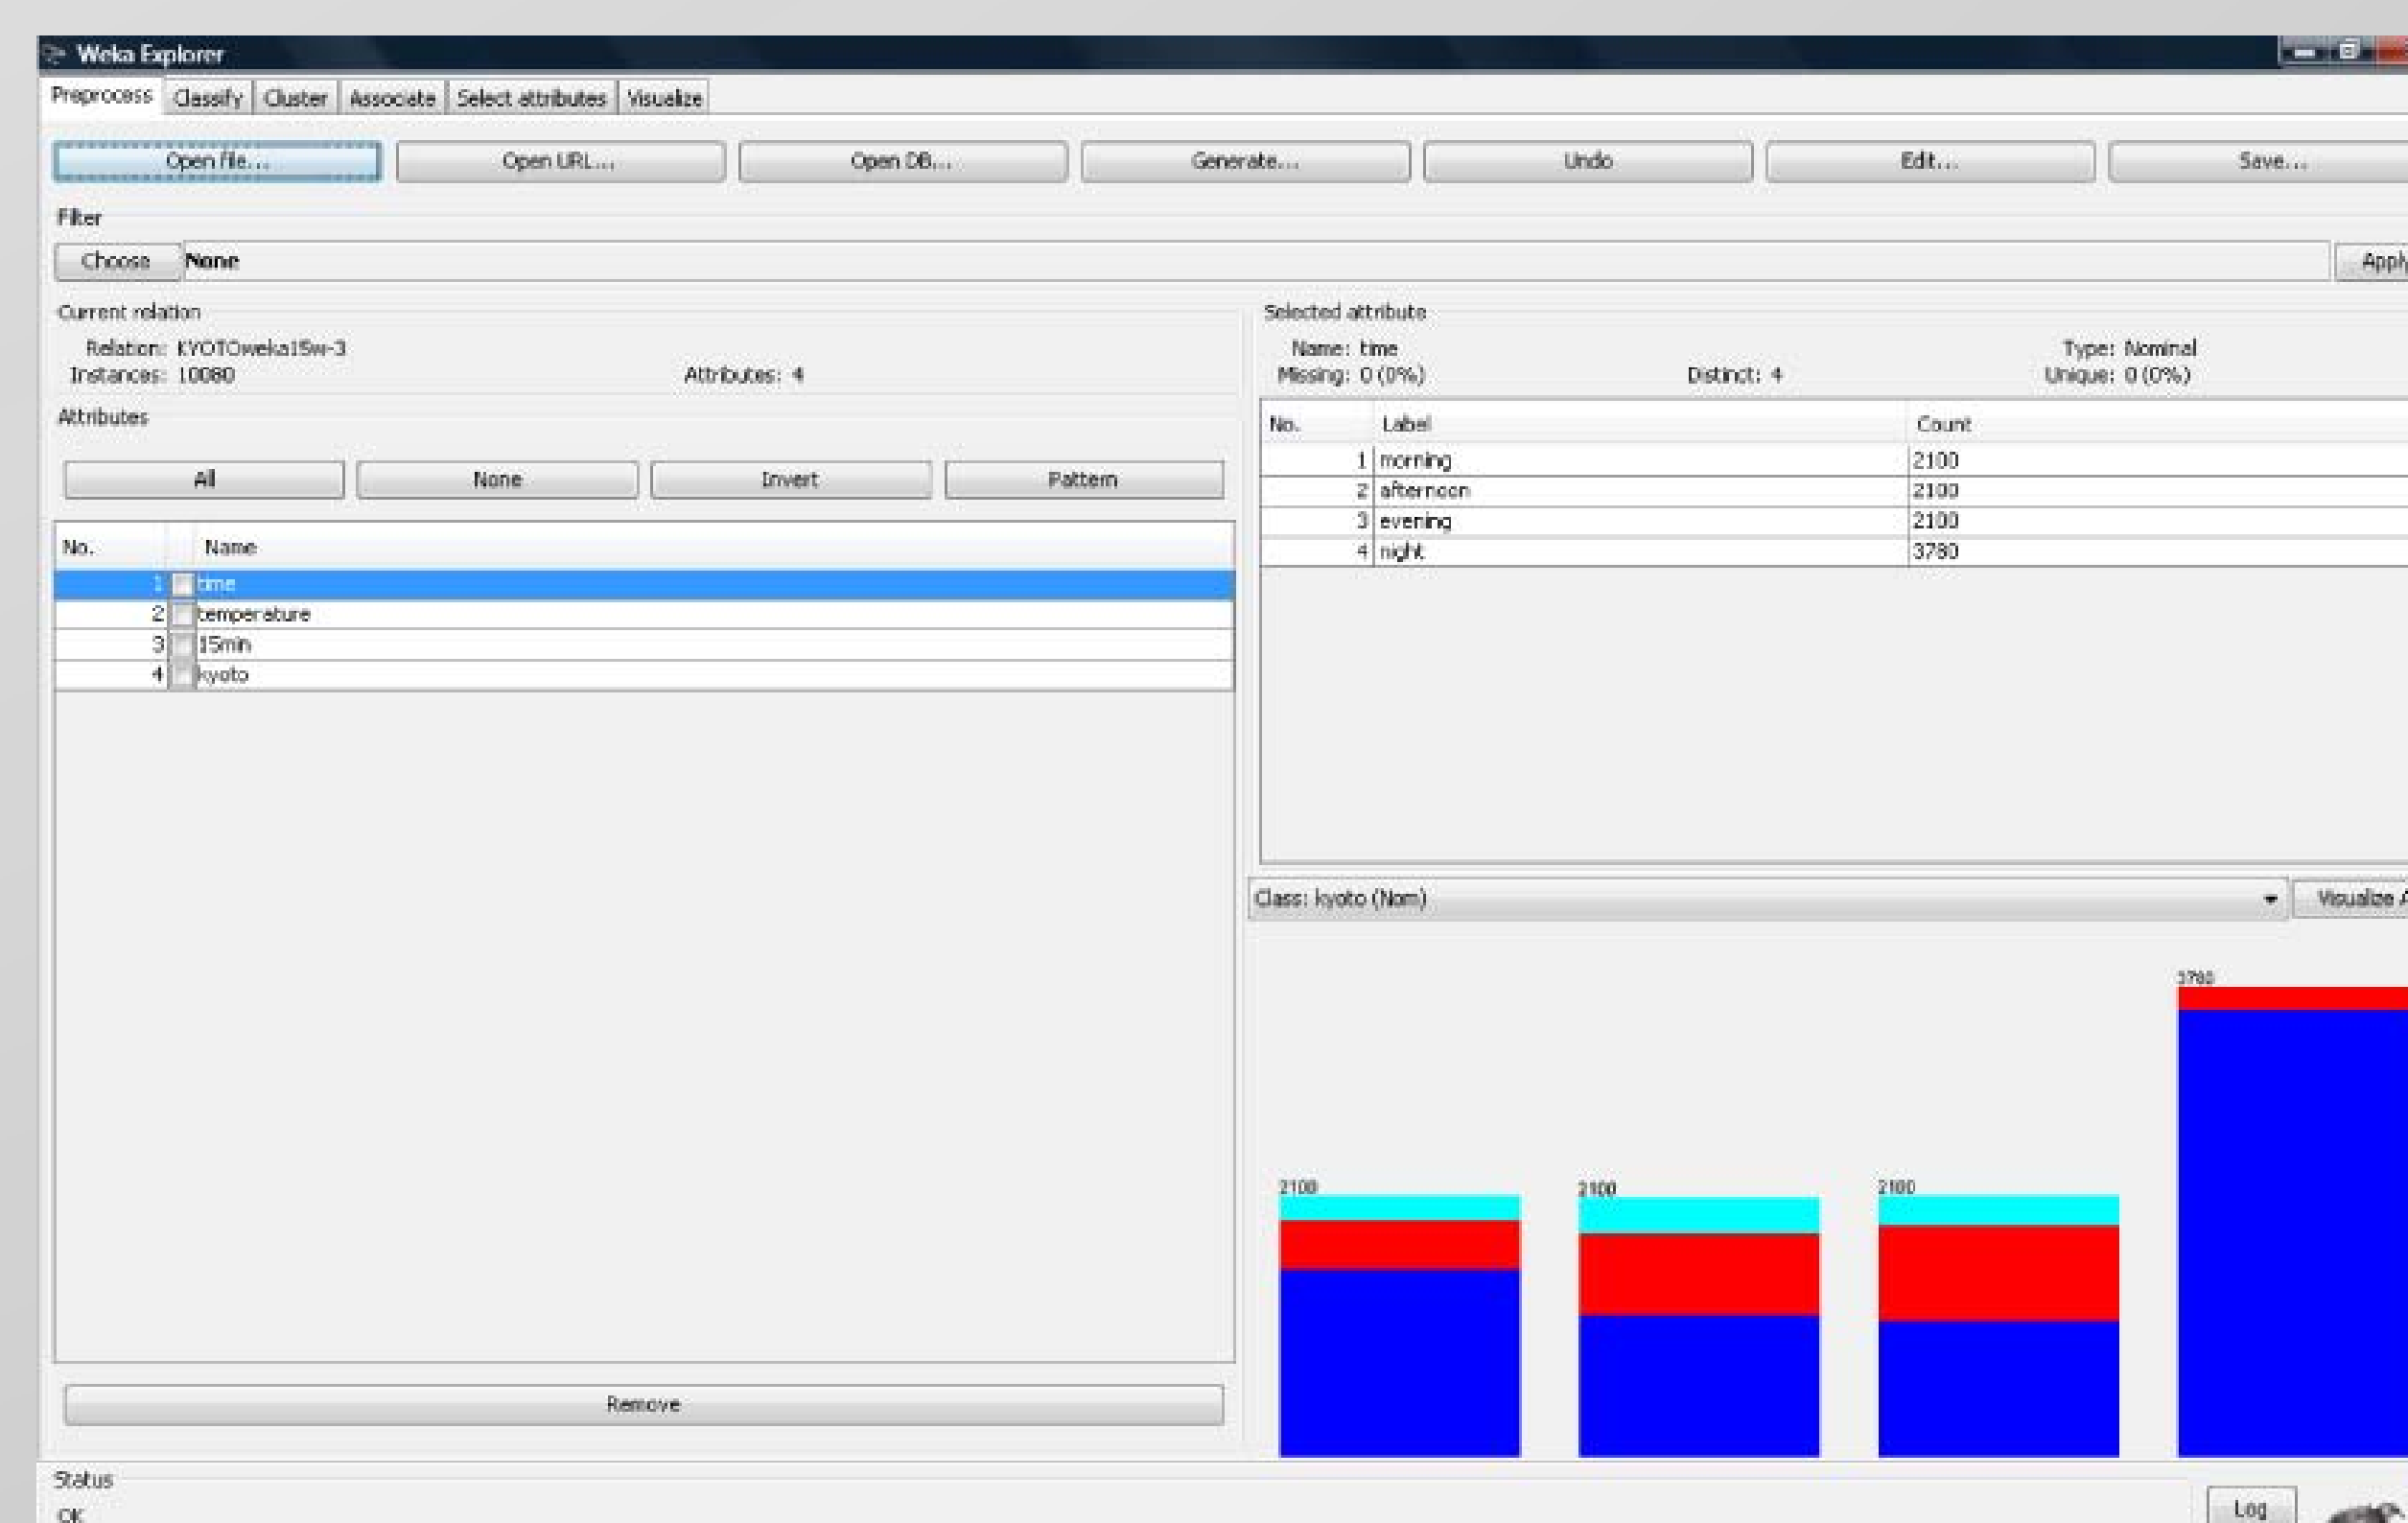 Weka Explorer
Preprocess Classify Cluster Associate Select attributes Visualize
Open file... Open URL... Open DB... Generate... Undo Edit... Save...
Filter
Choose None Apply
Current relation
Relation: KYOTOweka15w-3
Instances: 10080 Attributes: 4
Attributes
All None Invert Pattern
No. Name
1 time
2 temperature
3 15min
4 kyoto
Remove
Selected attribute
Name: time Type: Nominal
Missing: 0 (0%) Distinct: 4 Unique: 0 (0%)
No. Label Count
1 morning 2100
2 afternoon 2100
3 evening 2100
4 night 3780
Class: kyoto (Nom) Visualize A
3780
2100 2100 2100
Status
OK
Log